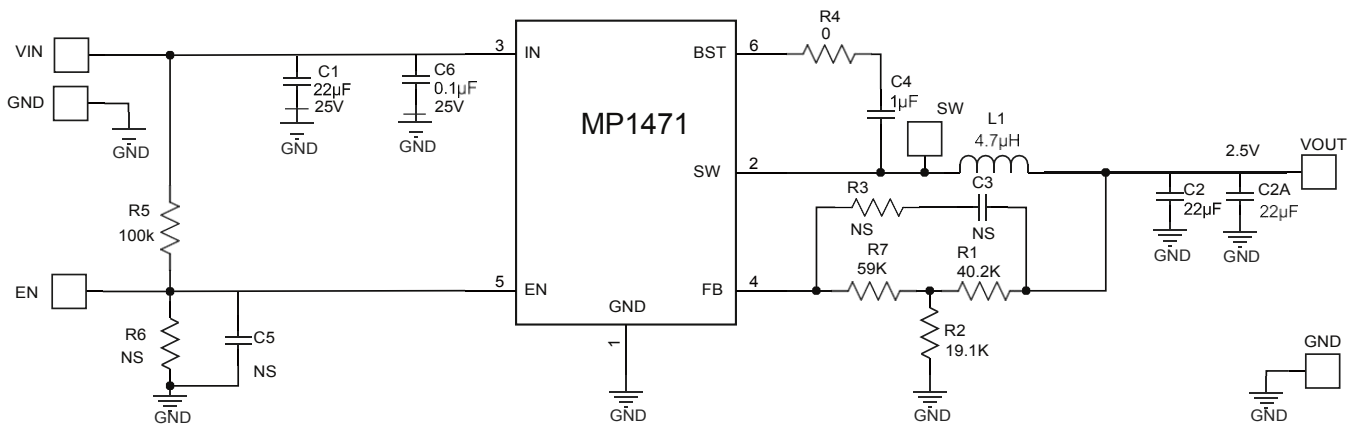 VIN
GND
GND
C1
22µF
25V
GND
C6
0.1µF
25V
GND
R5
100k
EN
R6
NS
C5
NS
GND
3
IN
5
EN
MP1471
BST
6
SW
2
FB
4
GND
1
GND
R4
0
C4
1µF
SW
L1
4.7µH
R3
NS
C3
NS
R7
59K
R1
40.2K
R2
19.1K
GND
2.5V
VOUT
C2
22µF
GND
C2A
22µF
GND
GND
GND